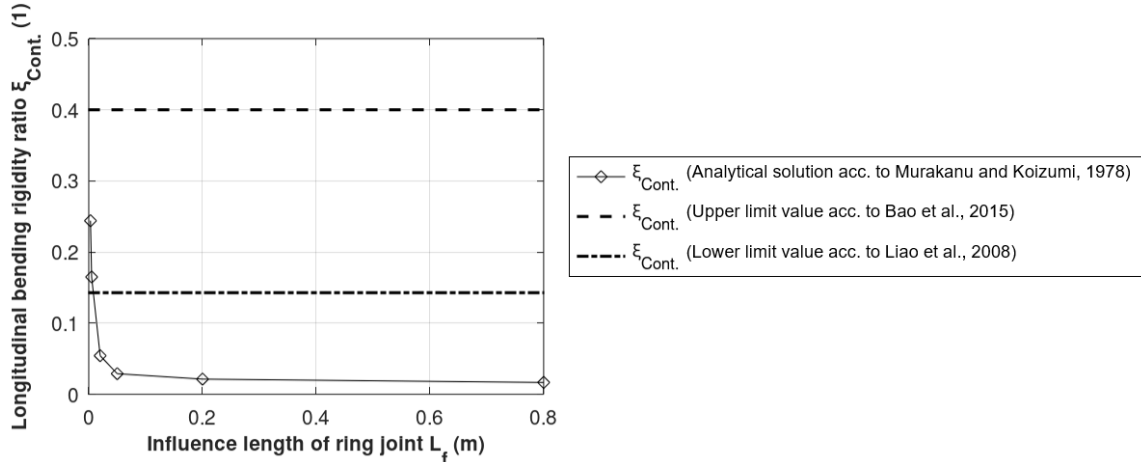 Longitudinal bending rigidity ratio ξCont. (1)
0.5
0.4
0.3
0.2
0.1
0
0 0.2 0.4 0.6 0.8
Influence length of ring joint L_f (m)
ξCont. (Analytical solution acc. to Murakanu and Koizumi, 1978)
ξCont. (Upper limit value acc. to Bao et al., 2015)
ξCont. (Lower limit value acc. to Liao et al., 2008)